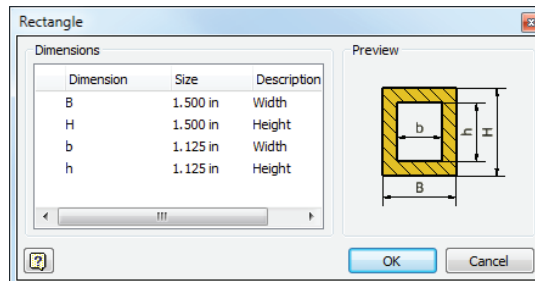 Rectangle
Dimensions
Dimension Size Description
B 1.500 in Width
H 1.500 in Height
b 1.125 in Width
h 1.125 in Height
Preview
b h H
B
OK Cancel